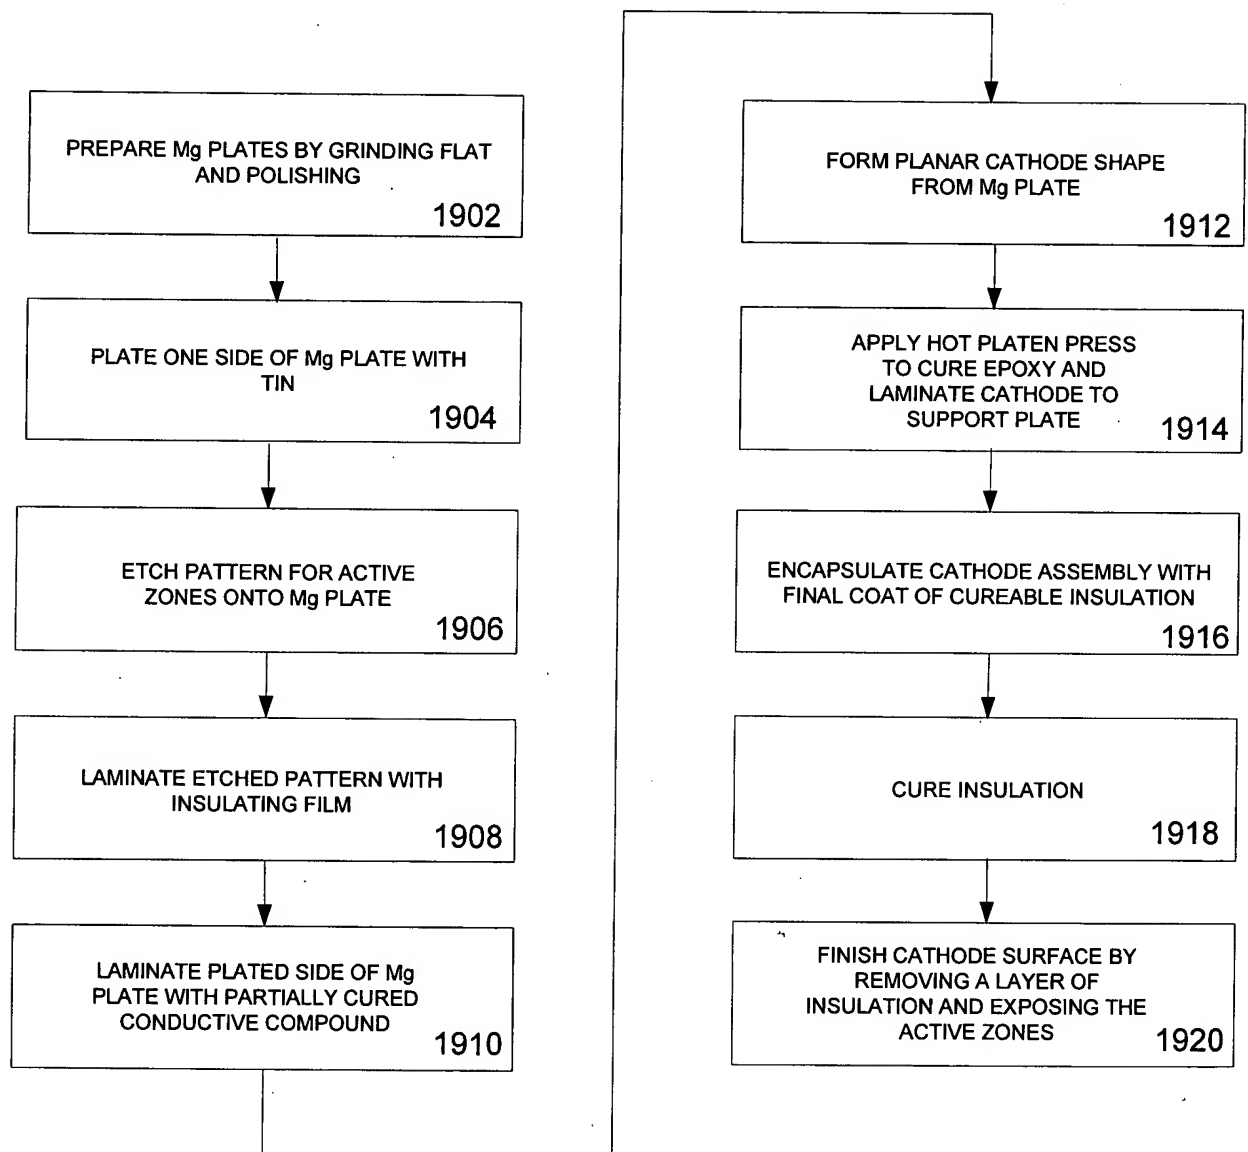 PREPARE Mg PLATES BY GRINDING FLAT
AND POLISHING
1902
PLATE ONE SIDE OF Mg PLATE WITH
TIN
1904
ETCH PATTERN FOR ACTIVE
ZONES ONTO Mg PLATE
1906
LAMINATE ETCHED PATTERN WITH
INSULATING FILM
1908
LAMINATE PLATED SIDE OF Mg
PLATE WITH PARTIALLY CURED
CONDUCTIVE COMPOUND
1910
FORM PLANAR CATHODE SHAPE
FROM Mg PLATE
1912
APPLY HOT PLATEN PRESS
TO CURE EPOXY AND
LAMINATE CATHODE TO
SUPPORT PLATE
1914
ENCAPSULATE CATHODE ASSEMBLY WITH
FINAL COAT OF CUREABLE INSULATION
1916
CURE INSULATION
1918
FINISH CATHODE SURFACE BY
REMOVING A LAYER OF
INSULATION AND EXPOSING THE
ACTIVE ZONES
1920